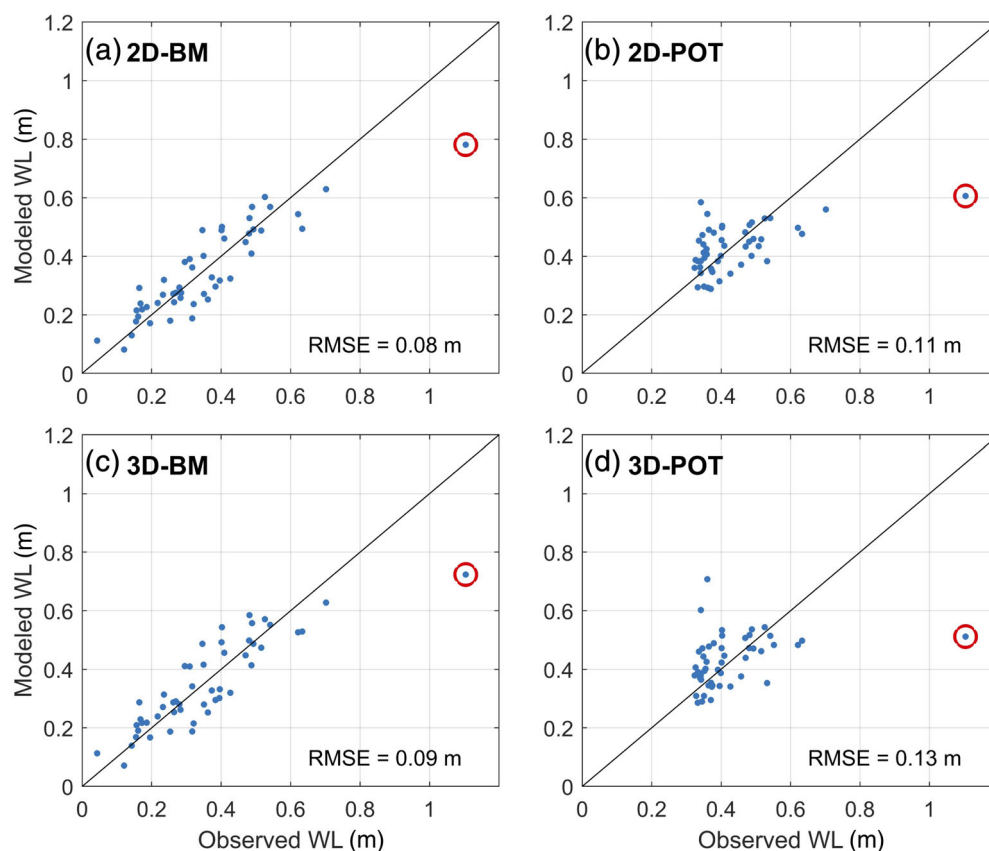 (a) 2D-BM
1.2
1
0.8
0.6
0.4
0.2
0
0 0.2 0.4 0.6 0.8 1
Modeled WL (m)
RMSE = 0.08 m
(b) 2D-POT
1.2
1
0.8
0.6
0.4
0.2
0
0 0.2 0.4 0.6 0.8 1
RMSE = 0.11 m
(c) 3D-BM
1.2
1
0.8
0.6
0.4
0.2
0
0 0.2 0.4 0.6 0.8 1
Modeled WL (m)
RMSE = 0.09 m
Observed WL (m)
(d) 3D-POT
1.2
1
0.8
0.6
0.4
0.2
0
0 0.2 0.4 0.6 0.8 1
RMSE = 0.13 m
Observed WL (m)